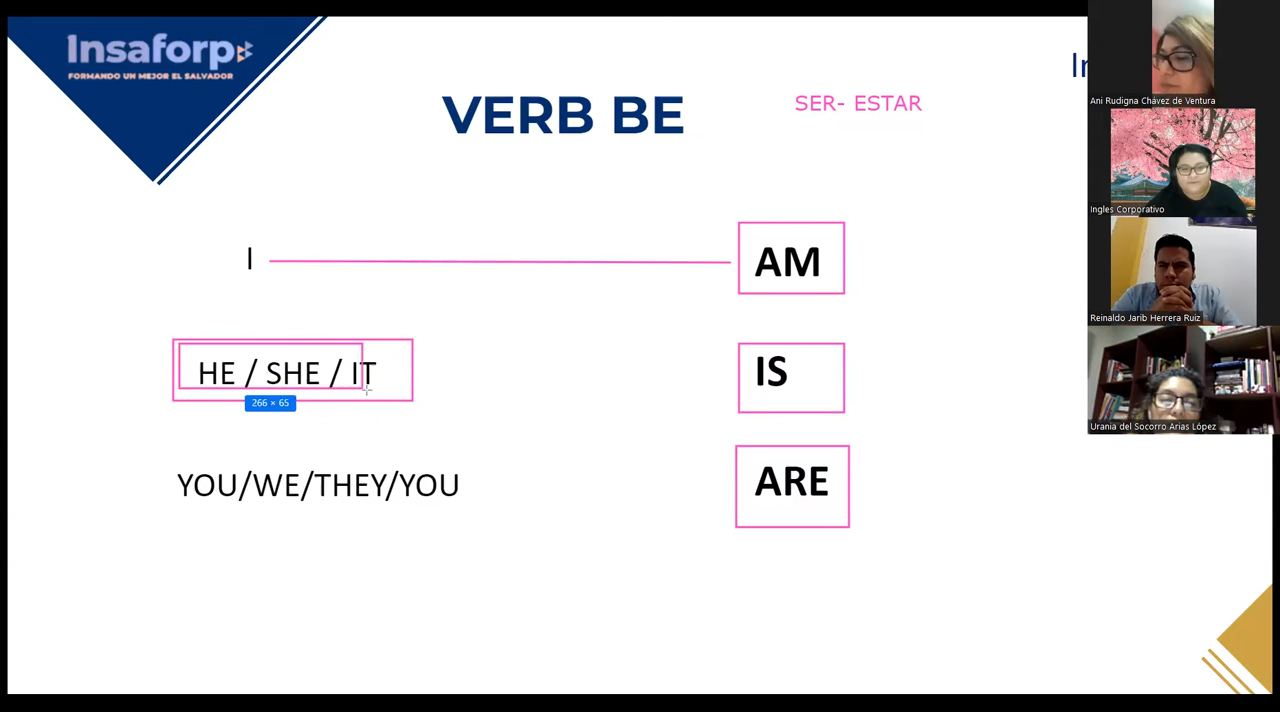 Insaforp
FORMANDO UN MEJOR EL SALVADOR
VERB BE
SER- ESTAR
I
AM
HE / SHE / IT
IS
266 × 65
YOU/WE/THEY/YOU
ARE
Ani Rudigna Chávez de Ventura
Ingles Corporativo
Reinaldo Jarib Herrera Ruiz
Urania del Socorro Arias López